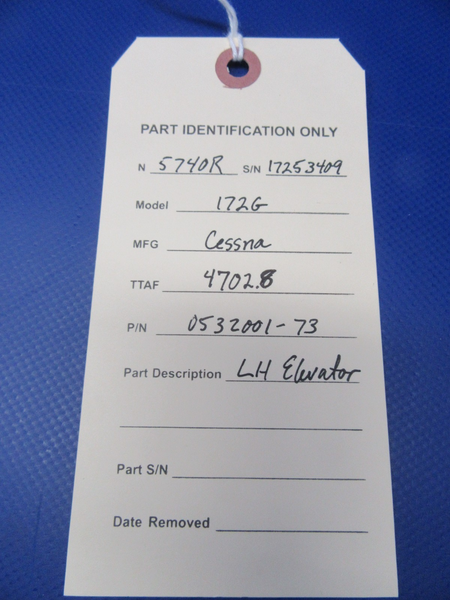 PART IDENTIFICATION ONLY
N 5740R S/N 17253409
Model 172G
MFG Cessna
TTAF 4702.8
P/N 0532001-73
Part Description LH Elevator
Part S/N
Date Removed